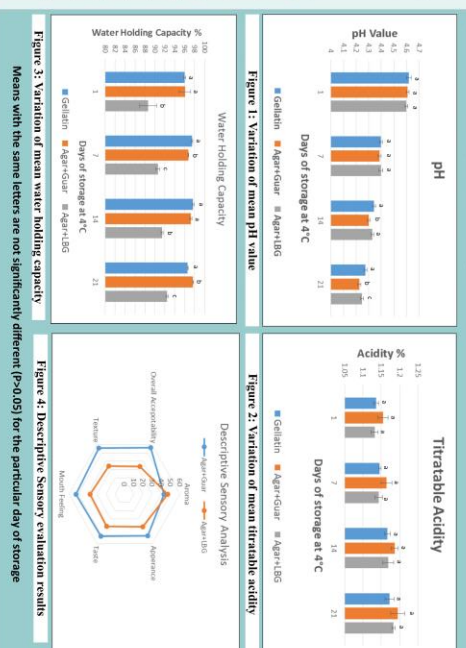 pH
pH Value
4.7
4.6
4.5
4.4
4.3
4.2
4.1
4
a
a
a
a
a
a
a
b
a
a
b
c
1
7
14
21
Days of storage at 4°C
Gellatin Agar+Guar Agar+LBG
Figure 1: Variation of mean pH value
Titratable Acidity
Acidity %
1.25
1.2
1.15
1.1
1.05
a
a
a
a
a
a
a
a
a
a
a
a
1
7
14
21
Days of storage at 4°C
Gellatin Agar+Guar Agar+LBG
Figure 2: Variation of mean titratable acidity
Water Holding Capacity
Water Holding Capacity %
100
98
96
94
92
90
88
86
84
82
80
a
a
b
a
b
c
a
a
b
a
b
c
1
7
14
21
Days of storage at 4°C
Gellatin Agar+Guar Agar+LBG
Figure 3: Variation of mean water holding capacity
Descriptive Sensory Analysis
Agar+Guar Agar+LBG
Aroma
60
50
40
30
20
10
0
Apperance
Taste
Mouth Feeling
Texture
Overall Acceportability
Figure 4: Descriptive Sensory evaluation results
Means with the same letters are not significantly different (P>0.05) for the particular day of storage